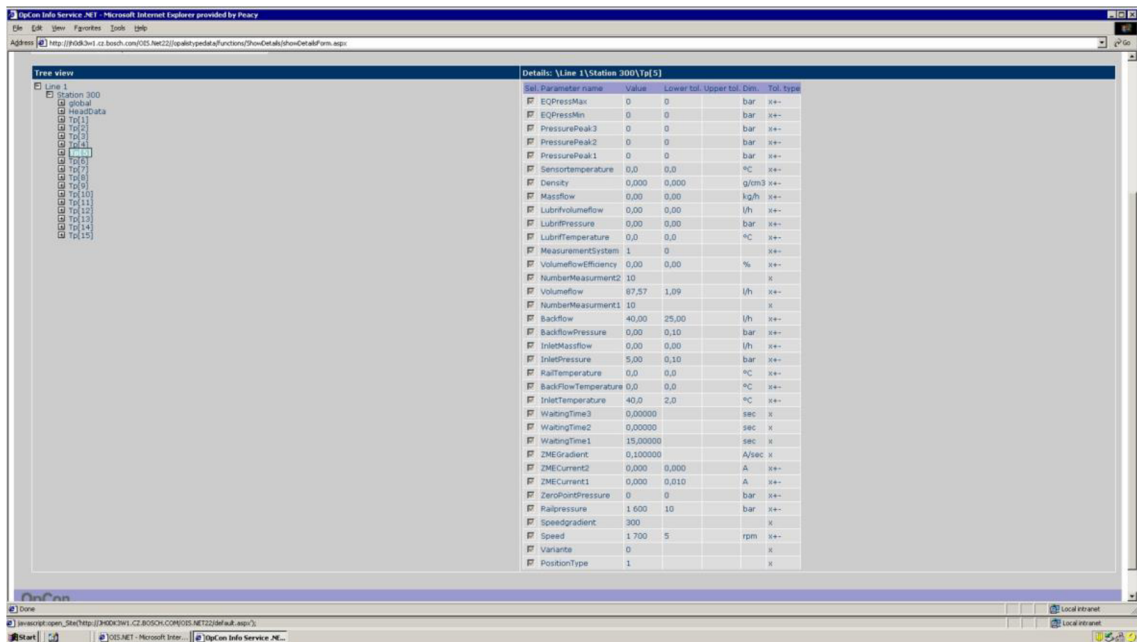 OpCon Info Service .NET - Microsoft Internet Explorer provided by Peacy
File Edit View Favorites Tools Help
Address http://jh0dk3w1.cz.bosch.com/OIS.Net22//opalistypedata/functions/ShowDetails/showDetailsForm.aspx Go
Tree view
Line 1
Station 300
global
HeadData
Tp[1]
Tp[2]
Tp[3]
Tp[4]
Tp[6]
Tp[7]
Tp[8]
Tp[9]
Tp[10]
Tp[11]
Tp[12]
Tp[13]
Tp[14]
Tp[15]
Details: \Line 1\Station 300\Tp[5]
Sel. Parameter name Value Lower tol. Upper tol. Dim. Tol. type
EQPressMax 0 0 bar x+-
EQPressMin 0 0 bar x+-
PressurePeak3 0 0 bar x+-
PressurePeak2 0 0 bar x+-
PressurePeak1 0 0 bar x+-
Sensortemperature 0,0 0,0 °C x+-
Density 0,000 0,000 g/cm3 x+-
Massflow 0,00 0,00 kg/h x+-
Lubrifvolumeflow 0,00 0,00 l/h x+-
LubrifPressure 0,00 0,00 bar x+-
LubrifTemperature 0,0 0,0 °C x+-
MeasurementSystem 1 0 x+-
VolumeflowEfficiency 0,00 0,00 % x+-
NumberMeasurment2 10 x
Volumeflow 87,57 1,09 l/h x+-
NumberMeasurment1 10 x
Backflow 40,00 25,00 l/h x+-
BackflowPressure 0,00 0,10 bar x+-
InletMassflow 0,00 0,00 l/h x+-
InletPressure 5,00 0,10 bar x+-
RailTemperature 0,0 0,0 °C x+-
BackFlowTemperature 0,0 0,0 °C x+-
InletTemperature 40,0 2,0 °C x+-
WaitingTime3 0,00000 sec x
WaitingTime2 0,00000 sec x
WaitingTime1 15,00000 sec x
ZMEGradient 0,100000 A/sec x
ZMECurrent2 0,000 0,000 A x+-
ZMECurrent1 0,000 0,010 A x+-
ZeroPointPressure 0 0 bar x+-
Railpressure 1 600 10 bar x+-
Speedgradient 300 x
Speed 1 700 5 rpm x+-
Variante 0 x
PositionType 1 x
OpCon
Done Local intranet
javascript:open_Site('http://JH0DK3W1.CZ.BOSCH.COM/OIS.NET22/default.aspx'); Local intranet
Start OIS.NET - Microsoft Inter... OpCon Info Service .NE...